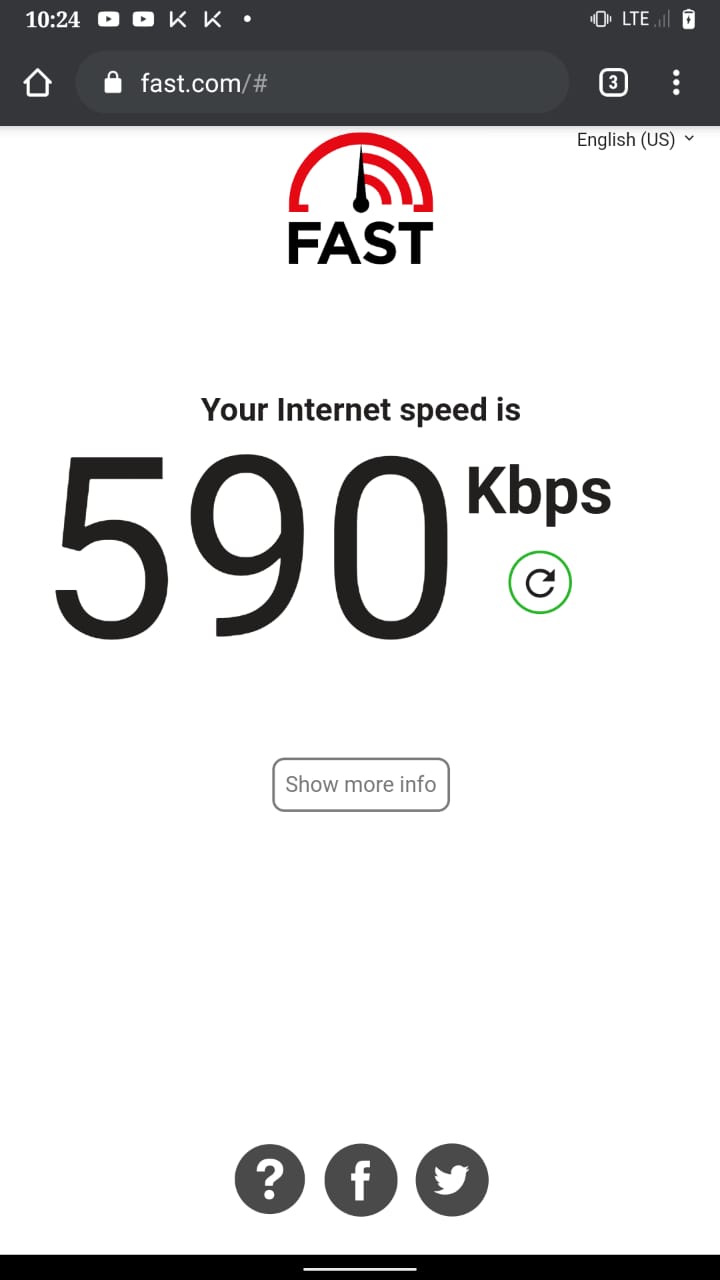 10:24
LTE
fast.com/#
3
English (US)
FAST
Your Internet speed is
590 Kbps
Show more info